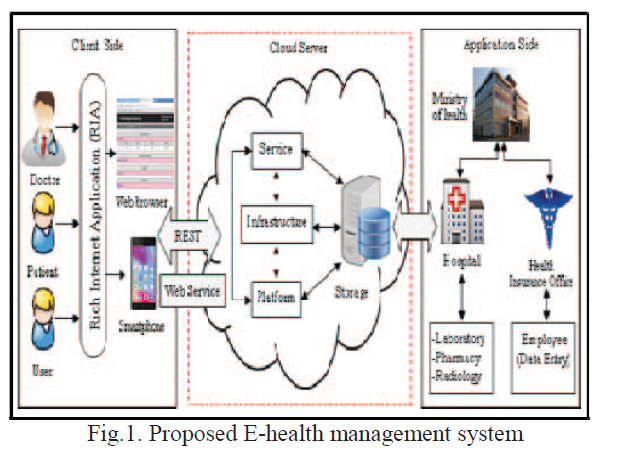 Client Side
Cloud Server
Application Side
Rich Internet Application (RIA)
Doctor
Patient
User
Web browser
Smartphone
REST
Web Service
Service
Infrastructure
Platform
Storage
Ministry
of health
Hospital
Health
Insurance Office
-Laboratory
-Pharmacy
-Radiology
Employee
(Data Entry)
Fig.1. Proposed E-health management system